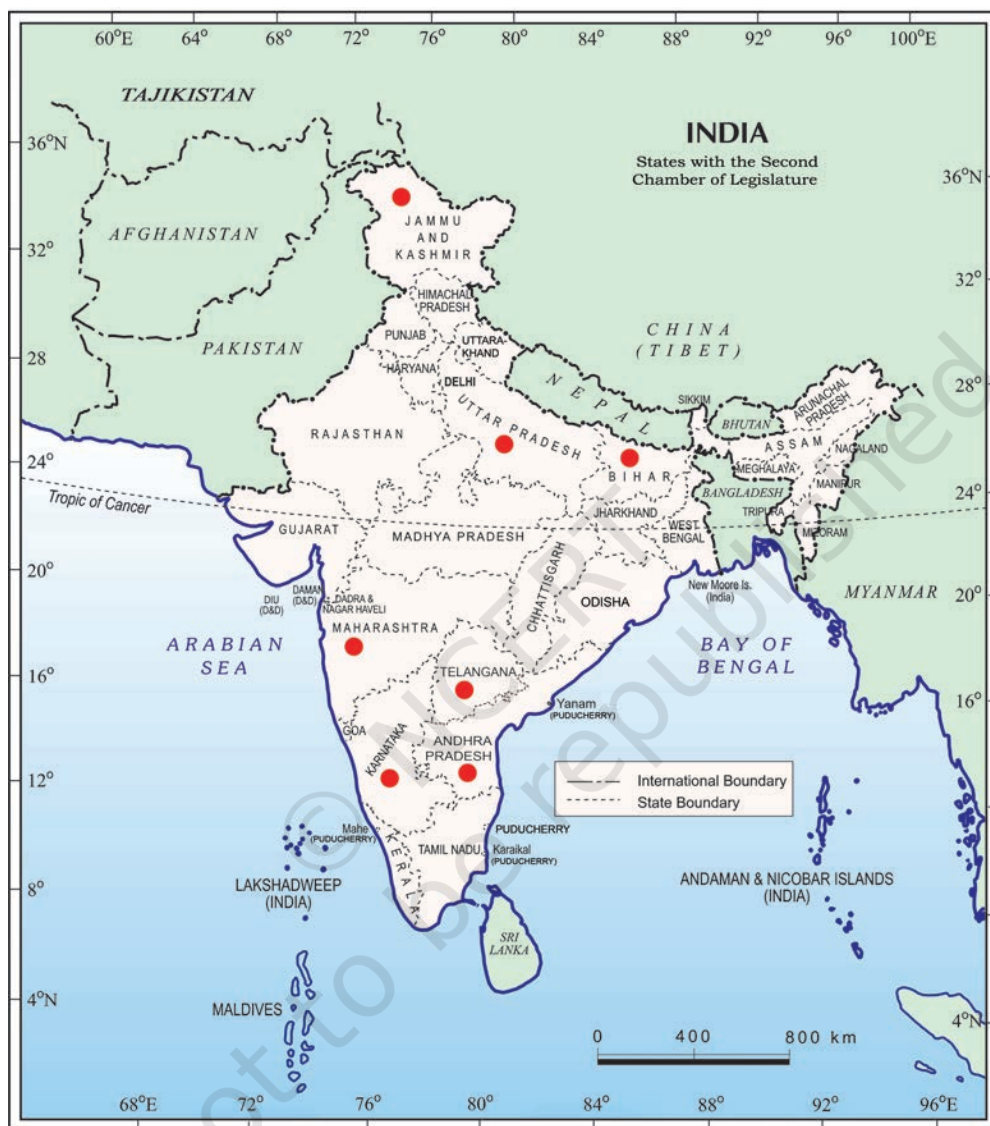 60°E 64° 68° 72° 76° 80° 84° 88° 92° 96° 100°E
TAJIKISTAN
INDIA
States with the Second
Chamber of Legislature
36°N
36°N
AFGHANISTAN
JAMMU
AND
KASHMIR
32°
32°
HIMACHAL
PRADESH
PUNJAB
UTTARA-
KHAND
CHINA
(TIBET)
PAKISTAN
HARYANA
28°
28°
DELHI
NEPAL
SIKKIM
ARUNACHAL
PRADESH
BHUTAN
UTTAR PRADESH
RAJASTHAN
ASSAM
NAGALAND
24°
24°
BIHAR
MEGHALAYA
MANIPUR
BANGLADESH
Tropic of Cancer
JHARKHAND
TRIPURA
GUJARAT
MADHYA PRADESH
WEST
BENGAL
MIZORAM
CHHATTISGARH
20°
20°
DIU
(D&D)
DAMAN
(D&D)
DADRA &
NAGAR HAVELI
ODISHA
New Moore Is.
(India)
MYANMAR
MAHARASHTRA
ARABIAN
SEA
BAY OF
BENGAL
TELANGANA
16°
16°
Yanam
(PUDUCHERRY)
GOA
KARNATAKA
ANDHRA
PRADESH
12°
12°
International Boundary
State Boundary
Mahe
(PUDUCHERRY)
PUDUCHERRY
KERALA
TAMIL NADU
Karaikal
(PUDUCHERRY)
LAKSHADWEEP
(INDIA)
ANDAMAN & NICOBAR ISLANDS
(INDIA)
8°
8°
SRI
LANKA
4°N
4°N
MALDIVES
0 400 800 km
68°E 72° 76° 80° 84° 88° 92° 96°E
© NCERT
not to be republished